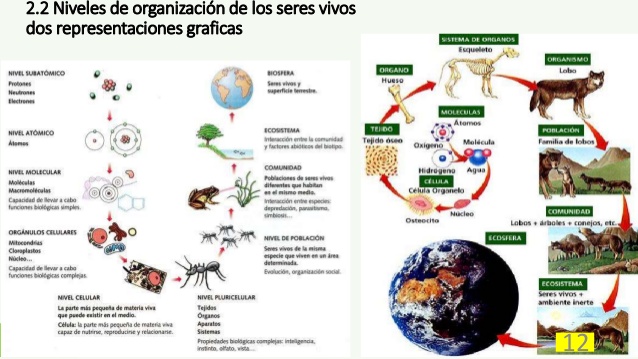 2.2 Niveles de organización de los seres vivos
dos representaciones graficas
NIVEL SUBATÓMICO
Protones
Neutrones
Electrones
NIVEL ATÓMICO
Átomos
NIVEL MOLECULAR
Moléculas
Macromoléculas
Capacidad de llevar a cabo
funciones biológicas simples.
ORGÁNULOS CELULARES
Mitocondrias
Cloroplastos
Núcleo...
Capacidad de llevar a cabo
funciones biológicas complejas.
NIVEL CELULAR
La parte más pequeña de materia viva
que puede existir en el medio.
Célula: la parte más pequeña de materia viva
capaz de nutrirse, reproducirse y relacionarse.
BIOSFERA
Seres vivos y
superficie terrestre.
ECOSISTEMA
Interacción entre la comunidad
y factores abióticos del biotipo.
COMUNIDAD
Poblaciones de seres vivos
diferentes que habitan
en el mismo medio.
Interacción entre especies:
depredación, parasitismo,
simbiosis...
NIVEL DE POBLACIÓN
Seres vivos de la misma
especie que viven en un área
determinada.
Evolución, organización social.
NIVEL PLURICELULAR
Tejidos
Órganos
Aparatos
Sistemas
Propiedades biológicas complejas: inteligencia,
instinto, olfato, vista...
SISTEMA DE ORGANOS
Esqueleto
ORGANO
Hueso
ORGANISMO
Lobo
MOLECULAS
Átomos
TEJIDO
Tejido óseo
Oxígeno
Molécula
Hidrógeno
Agua
CÉLULA
Célula Organelo
Núcleo
Osteocito
POBLACIÓN
Familia de lobos
COMUNIDAD
Lobos + árboles + conejos, etc.
ECOSFERA
ECOSISTEMA
Seres vivos +
ambiente inerte
12